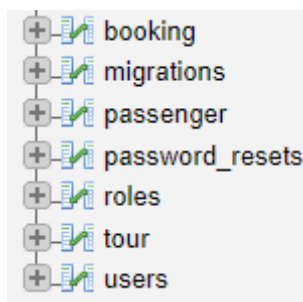 booking
migrations
passenger
password_resets
roles
tour
users